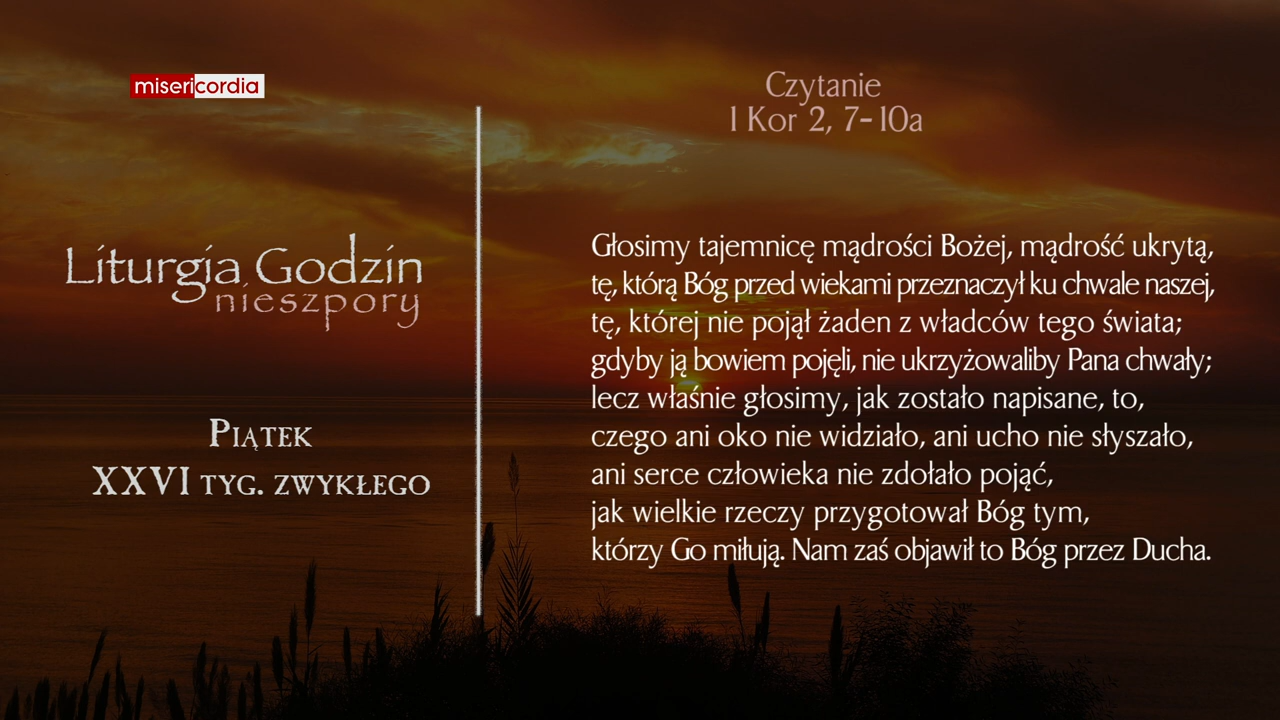 misericordia
Liturgia Godzin
nieszpory
Piątek
XXVI tyg. zwykłego
Czytanie
1 Kor 2, 7-10a
Głosimy tajemnicę mądrości Bożej, mądrość ukrytą,
tę, którą Bóg przed wiekami przeznaczył ku chwale naszej,
tę, której nie pojął żaden z władców tego świata;
gdyby ją bowiem pojęli, nie ukrzyżowaliby Pana chwały;
lecz właśnie głosimy, jak zostało napisane, to,
czego ani oko nie widziało, ani ucho nie słyszało,
ani serce człowieka nie zdołało pojąć,
jak wielkie rzeczy przygotował Bóg tym,
którzy Go miłują. Nam zaś objawił to Bóg przez Ducha.